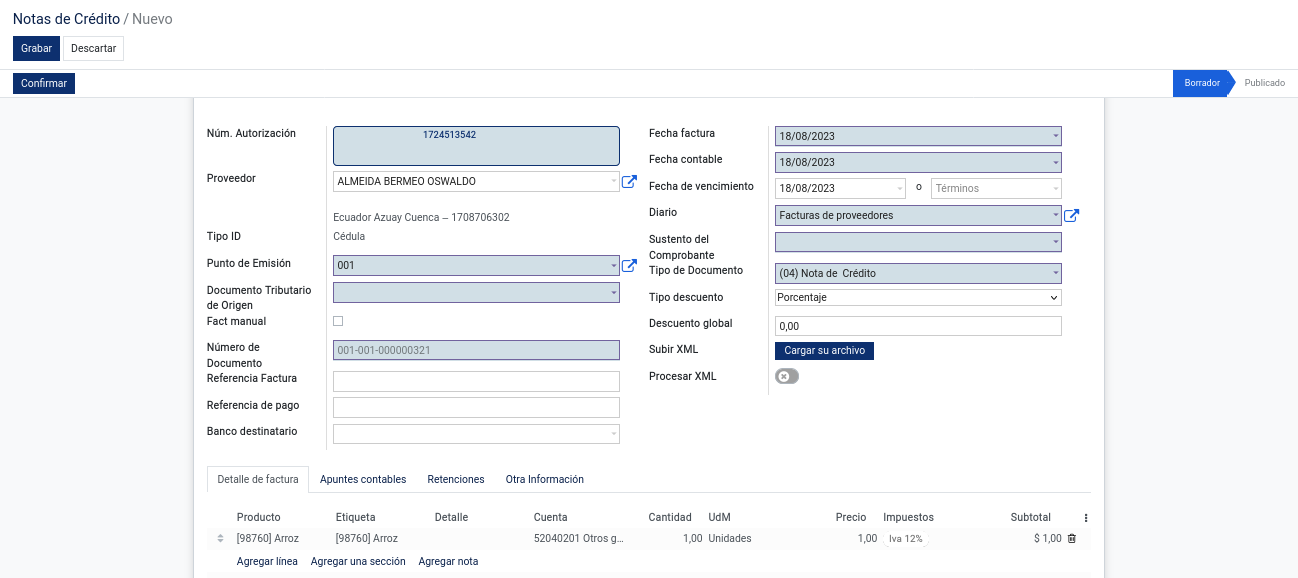 Notas de Crédito / Nuevo
Grabar Descartar
Confirmar Borrador Publicado
Núm. Autorización 1724513542
Proveedor ALMEIDA BERMEO OSWALDO
Ecuador Azuay Cuenca – 1708706302
Tipo ID Cédula
Punto de Emisión 001
Documento Tributario
de Origen
Fact manual
Número de
Documento 001-001-000000321
Referencia Factura
Referencia de pago
Banco destinatario
Fecha factura 18/08/2023
Fecha contable 18/08/2023
Fecha de vencimiento 18/08/2023 o Términos
Diario Facturas de proveedores
Sustento del
Comprobante
Tipo de Documento (04) Nota de Crédito
Tipo descuento Porcentaje
Descuento global 0,00
Subir XML Cargar su archivo
Procesar XML
Detalle de factura Apuntes contables Retenciones Otra Información
Producto Etiqueta Detalle Cuenta Cantidad UdM Precio Impuestos Subtotal
[98760] Arroz [98760] Arroz 52040201 Otros g... 1,00 Unidades 1,00 Iva 12% $ 1,00
Agregar línea Agregar una sección Agregar nota